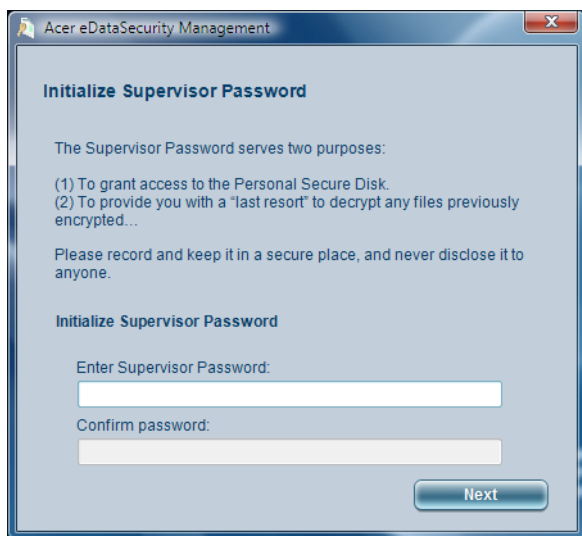 Acer eDataSecurity Management
Initialize Supervisor Password
The Supervisor Password serves two purposes:
(1) To grant access to the Personal Secure Disk.
(2) To provide you with a “last resort” to decrypt any files previously
encrypted...
Please record and keep it in a secure place, and never disclose it to
anyone.
Initialize Supervisor Password
Enter Supervisor Password:
Confirm password:
Next